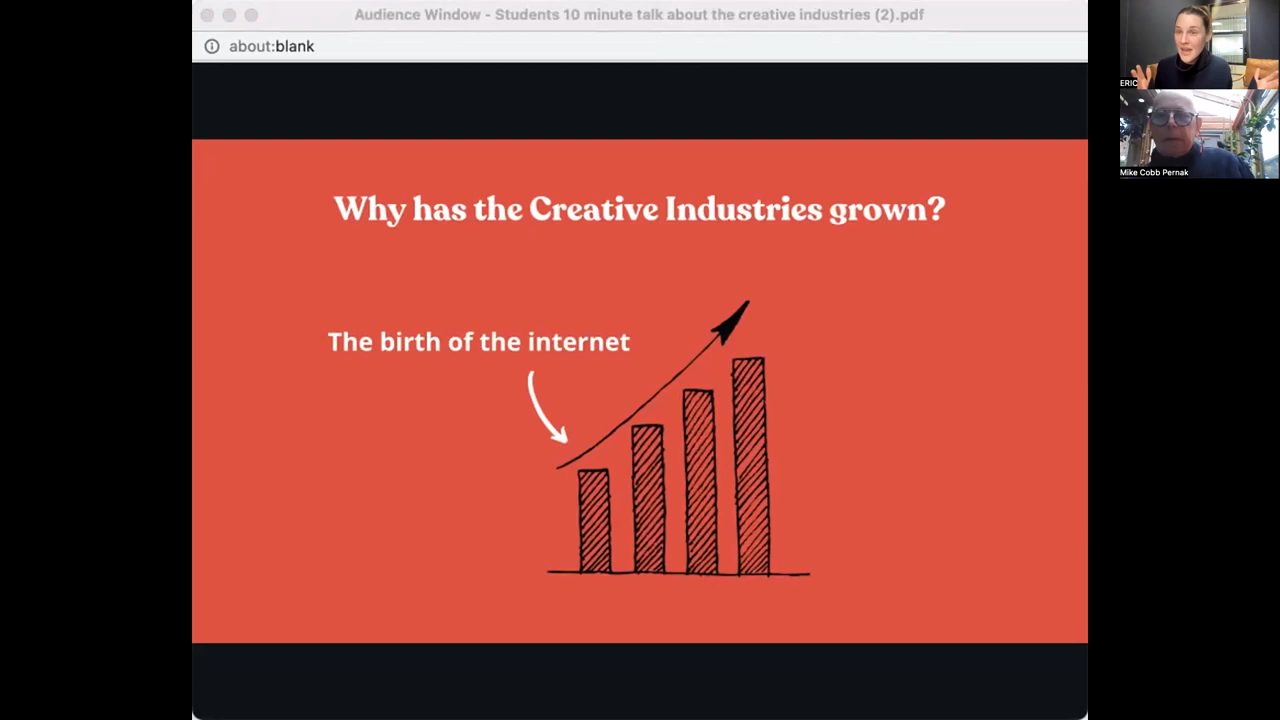 Audience Window - Students 10 minute talk about the creative industries (2).pdf
about:blank
ERIC
Mike Cobb Pernak
Why has the Creative Industries grown?
The birth of the internet